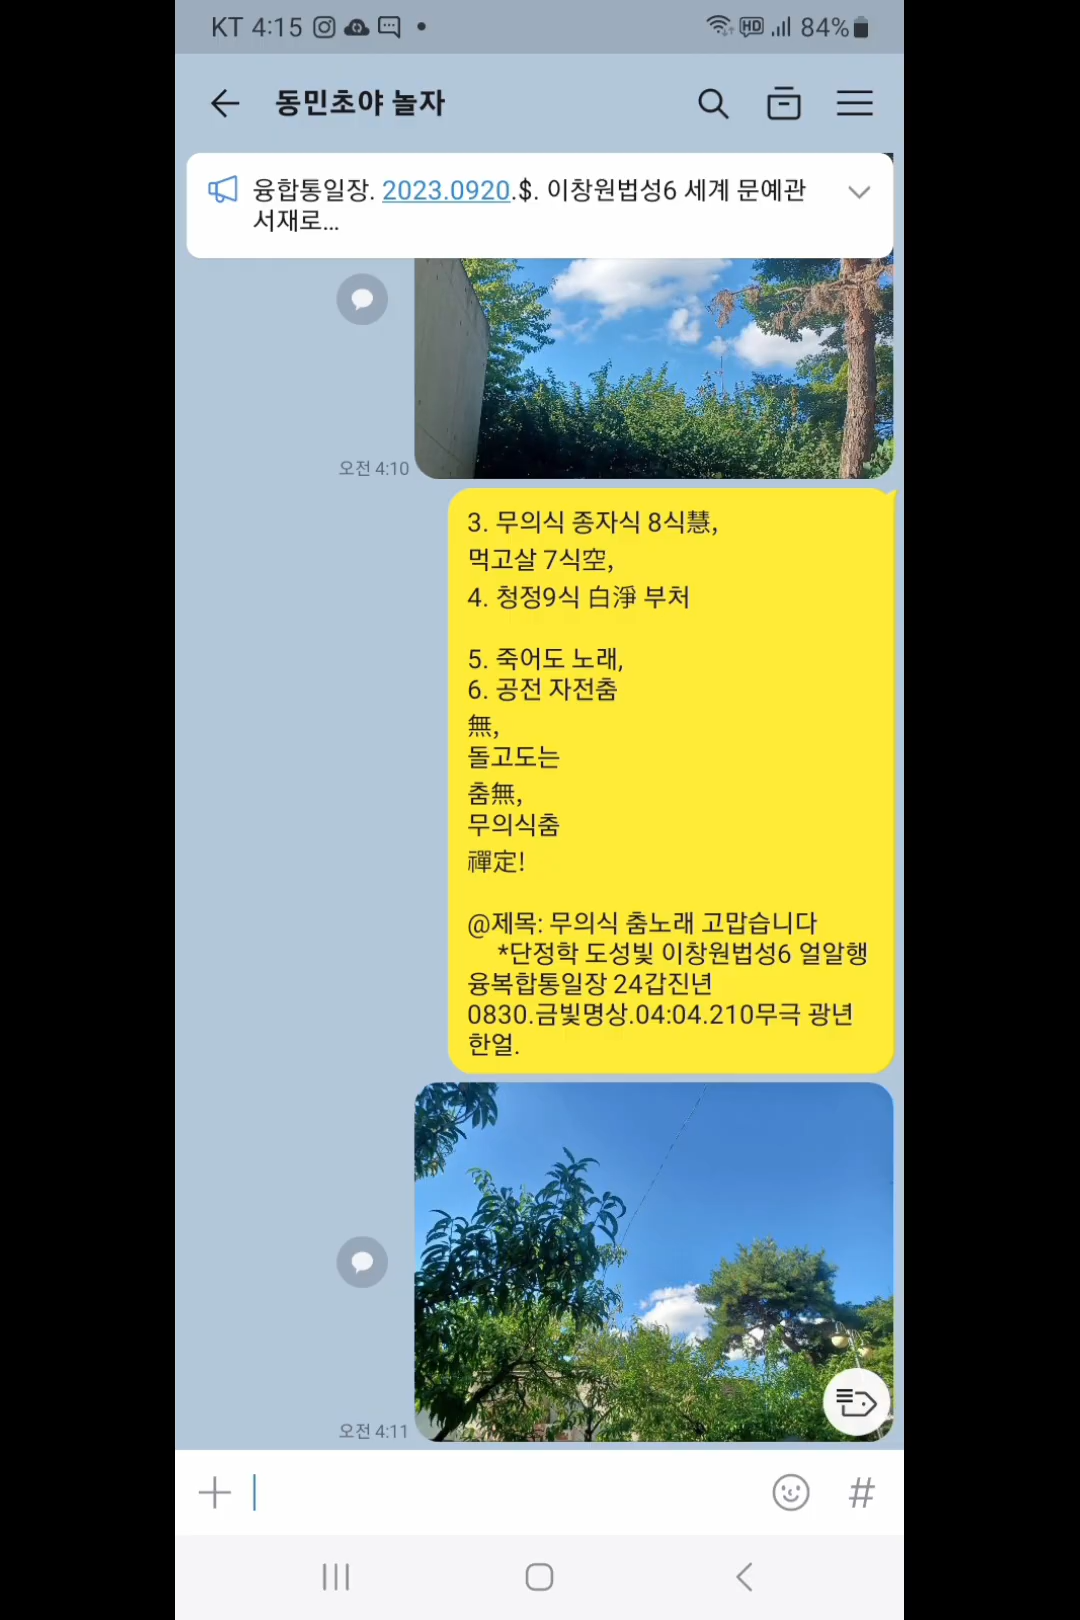 KT 4:15
HD 84%
동민초야 놀자
융합통일장. 2023.0920.$. 이창원법성6 세계 문예관
서재로...
오전 4:10
3. 무의식 종자식 8식慧,
먹고살 7식空,
4. 청정9식 白淨 부처
5. 죽어도 노래,
6. 공전 자전춤
無,
돌고도는
춤無,
무의식춤
禪定!
@제목: 무의식 춤노래 고맙습니다
*단정학 도성빛 이창원법성6 얼알행
융복합통일장 24갑진년
0830.금빛명상.04:04.210무극 광년
한얼.
오전 4:11
#